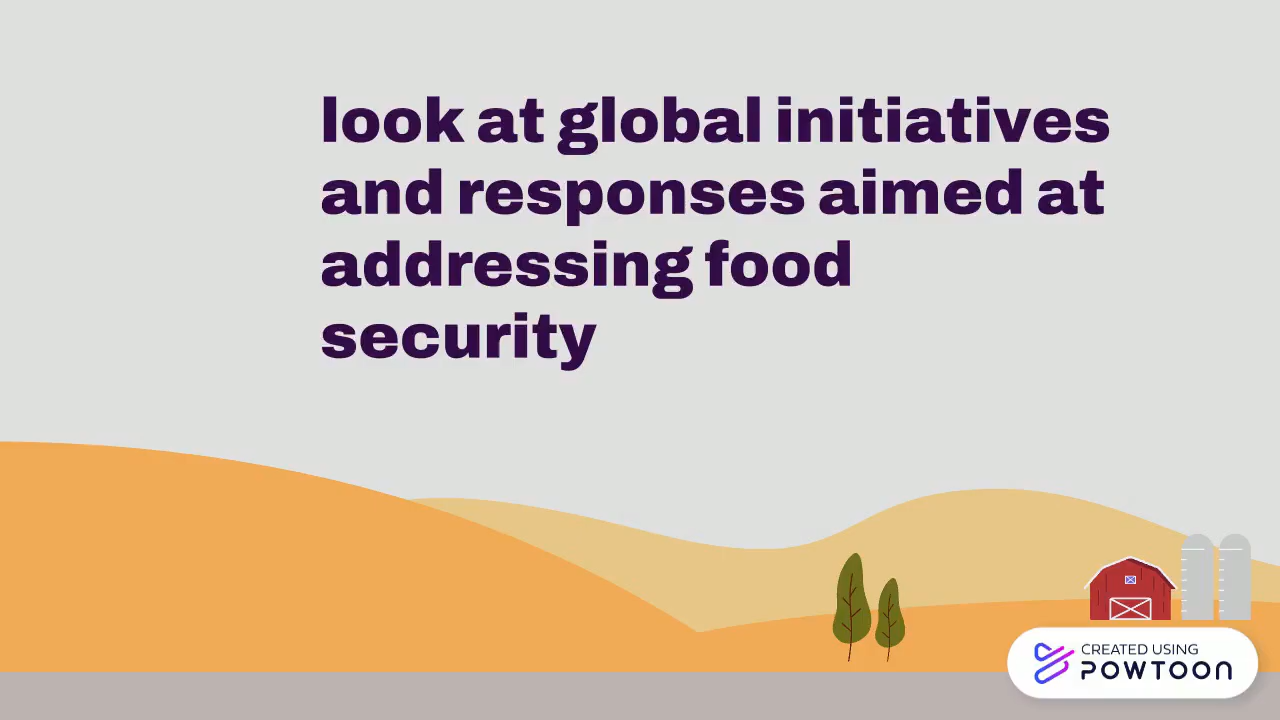 look at global initiatives
and responses aimed at
addressing food
security
CREATED USING
POWTOON